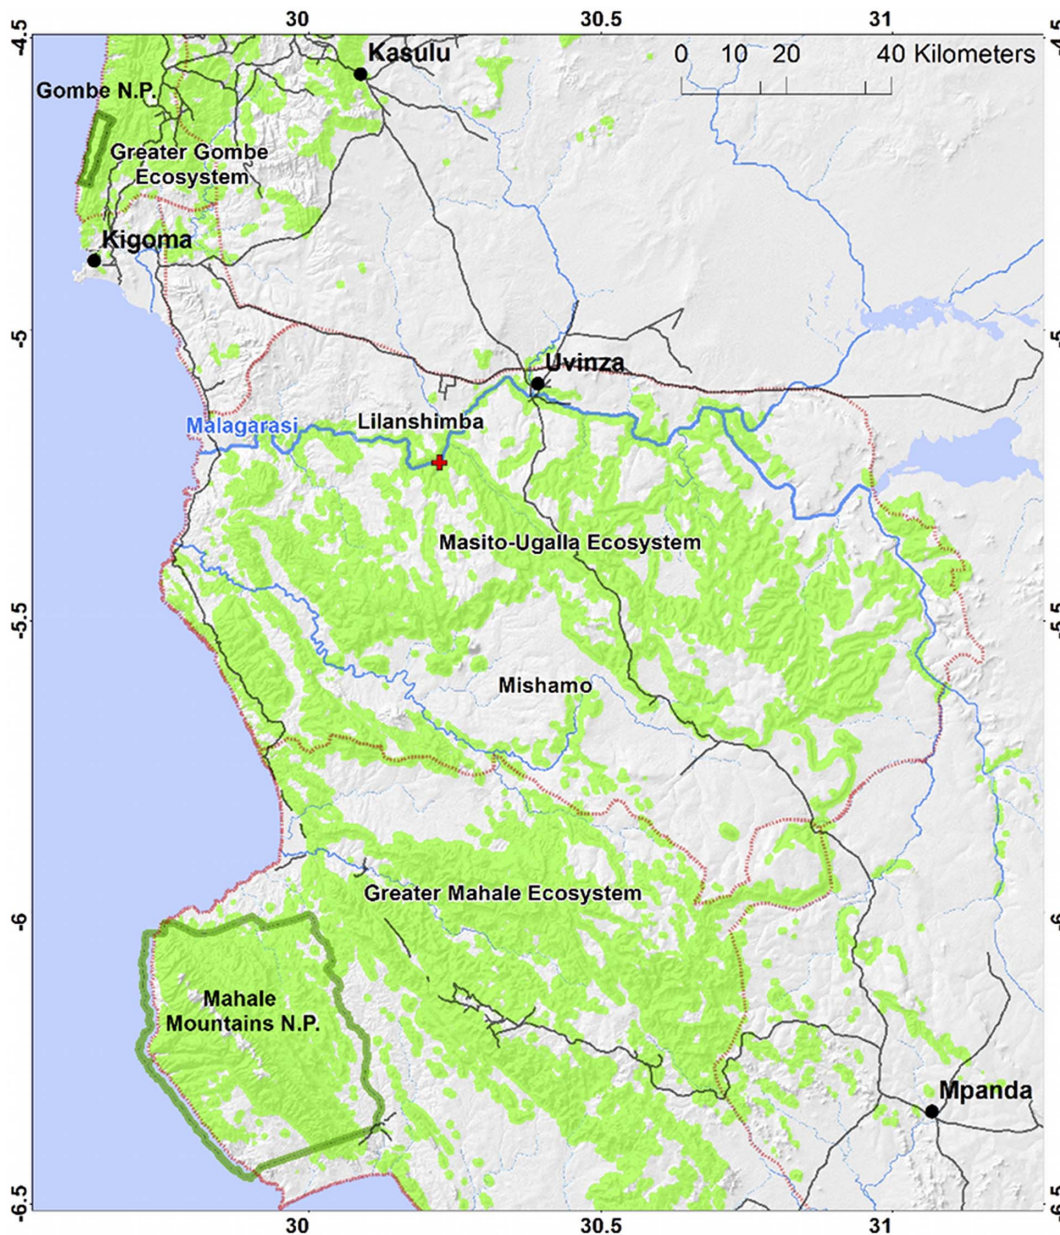 30 30.5 31
-4.5 -4.5
Kasulu
0 10 20 40 Kilometers
Gombe N.P.
Greater Gombe
Ecosystem
Kigoma
-5 -5
Uvinza
Malagarasi
Lilanshimba
Masito-Ugalla Ecosystem
-5.5 -5.5
Mishamo
Greater Mahale Ecosystem
-6 -6
Mahale
Mountains N.P.
Mpanda
-6.5 -6.5
30 30.5 31